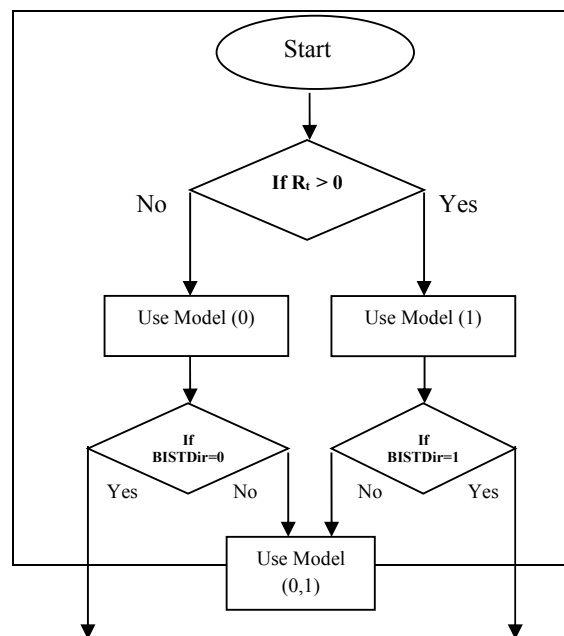 Start
If Rₜ > 0
No
Yes
Use Model (0)
Use Model (1)
If
BISTDir=0
If
BISTDir=1
Yes
No
No
Yes
Use Model
(0,1)